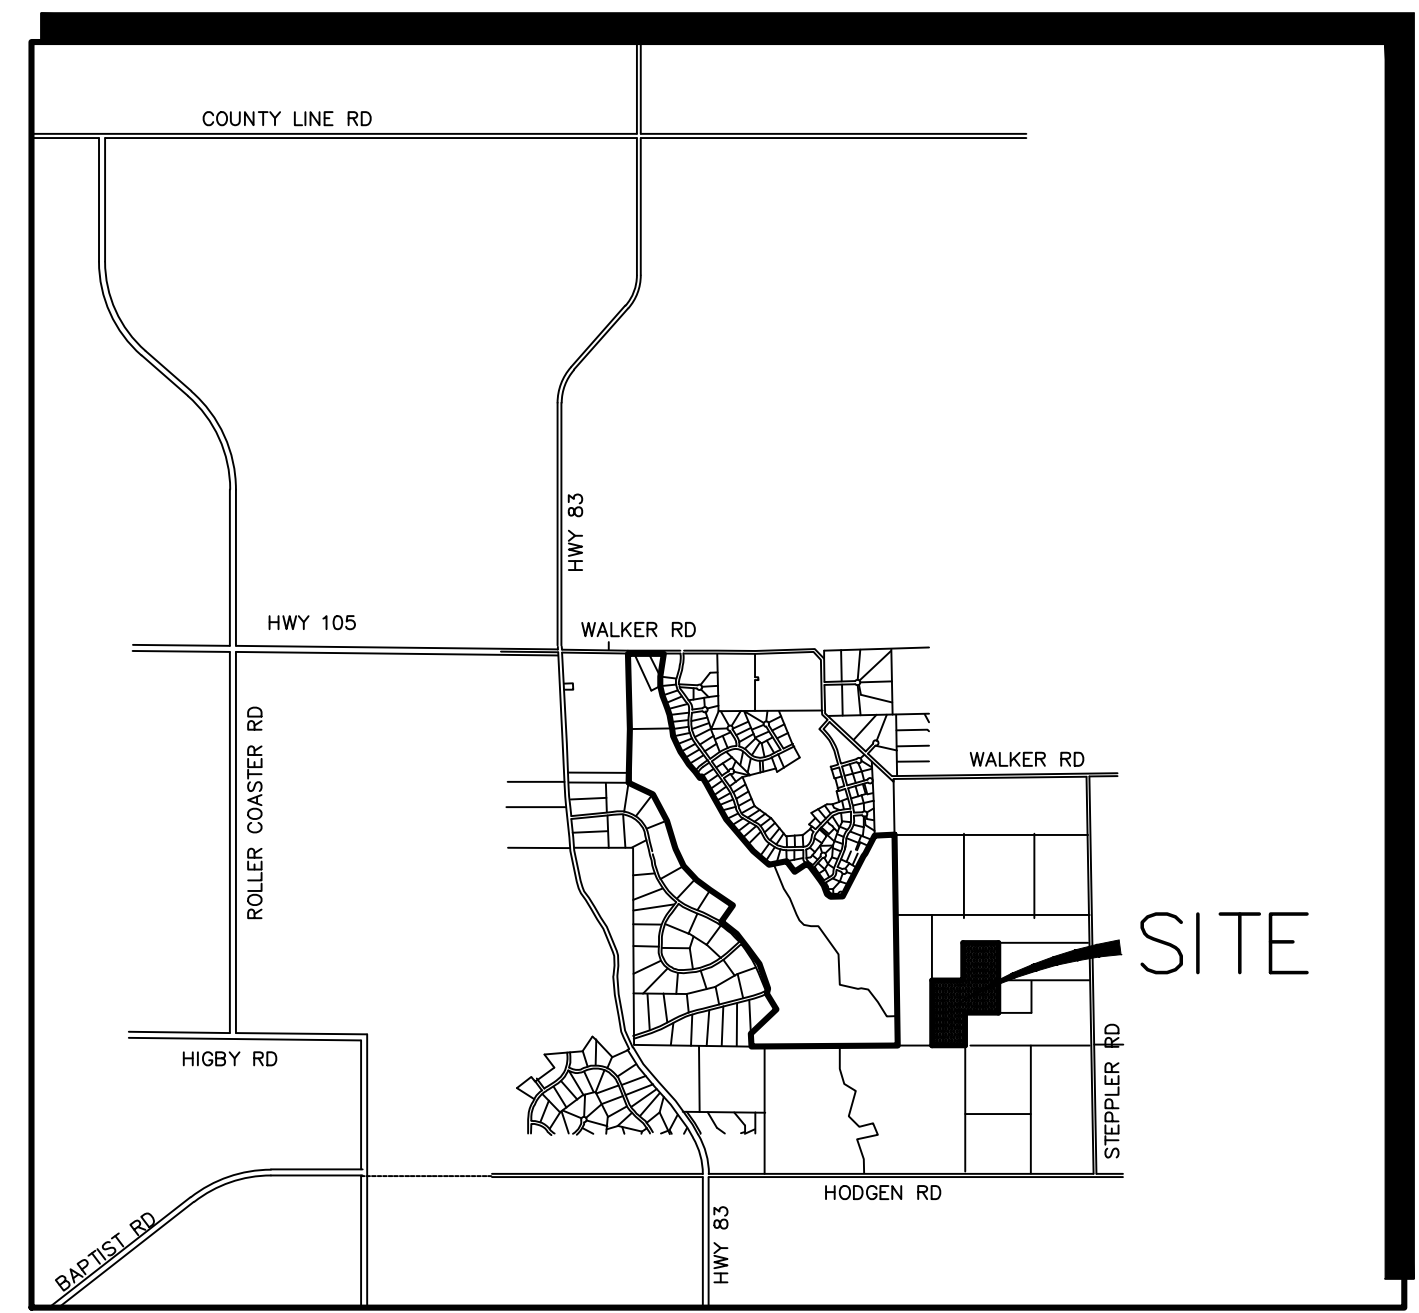 COUNTY LINE RD
HWY 83
HWY 105
WALKER RD
ROLLER COASTER RD
WALKER RD
SITE
HIGBY RD
STEPPLER RD
HODGEN RD
BAPTIST RD
HWY 83